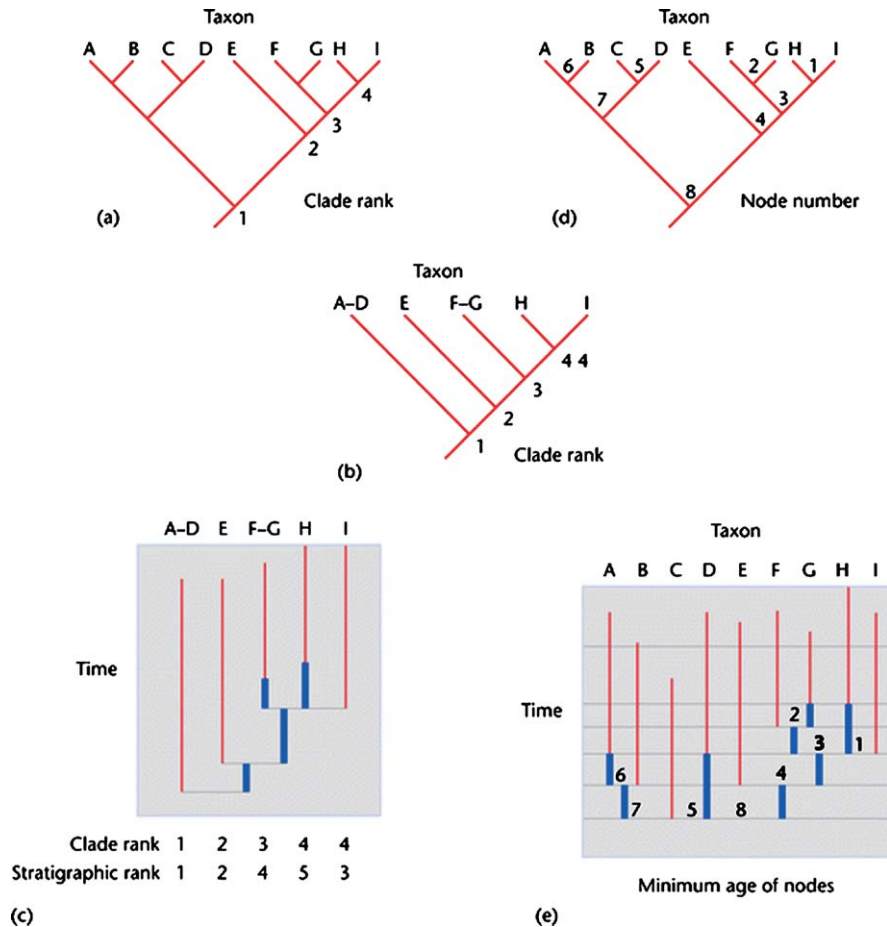 Taxon
A B C D E F G H I
4
3
2
1
Clade rank
(a)
Taxon
A B C D E F G H I
6 5 2 1
7 3
4
8
Node number
(d)
Taxon
A–D E F–G H I
4 4
3
2
1
Clade rank
(b)
A–D E F–G H I
Time
Clade rank 1 2 3 4 4
Stratigraphic rank 1 2 4 5 3
(c)
Taxon
A B C D E F G H I
Time
2
3 1
6 4
7 5 8
Minimum age of nodes
(e)